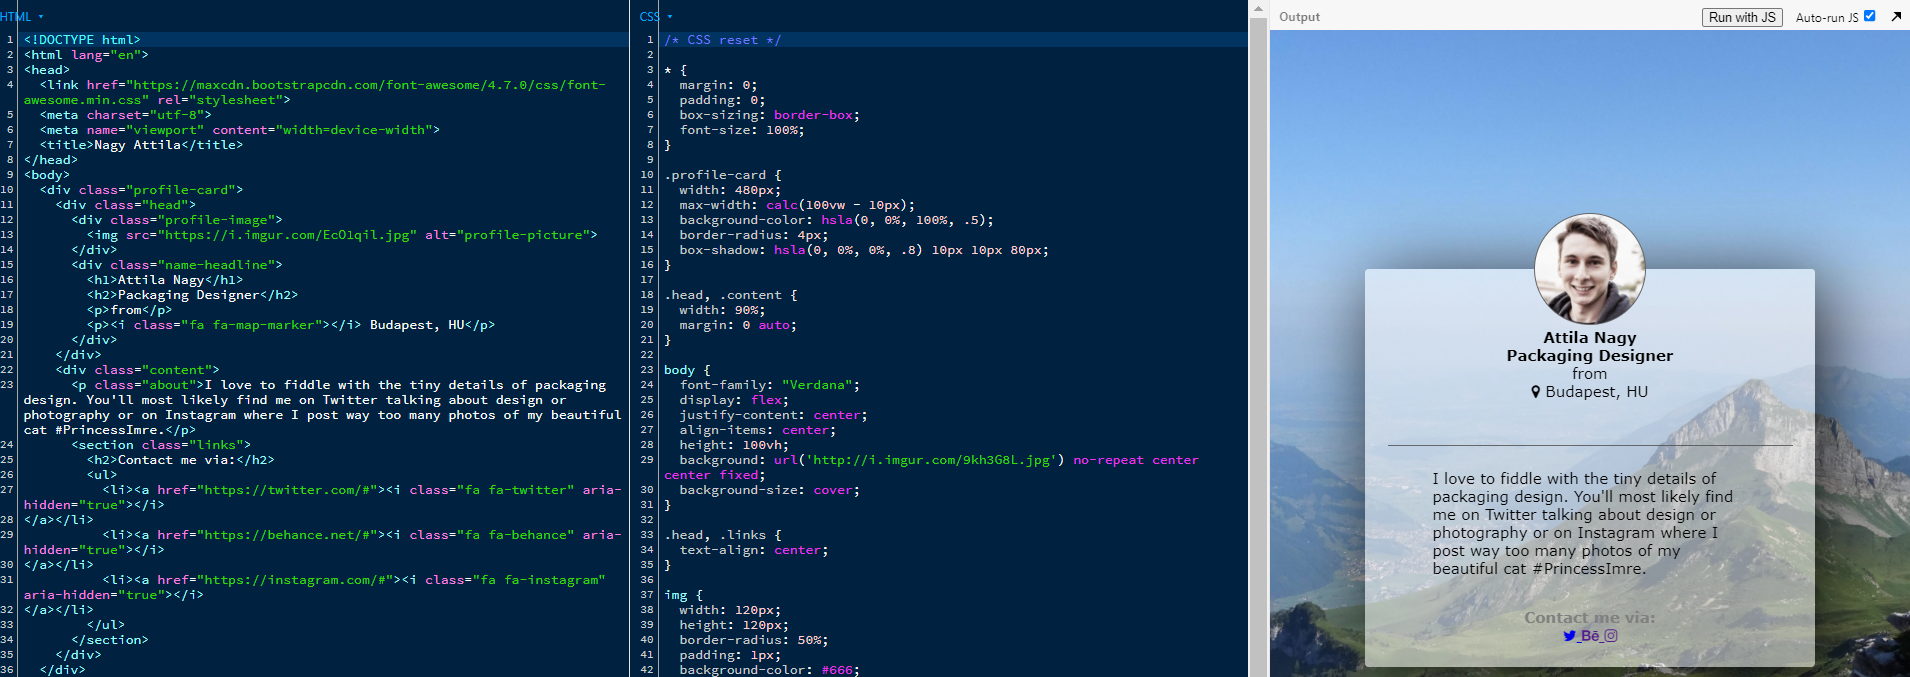 HTML
1 <!DOCTYPE html>
2 <html lang="en">
3 <head>
4 <link href="https://maxcdn.bootstrapcdn.com/font-awesome/4.7.0/css/font-
awesome.min.css" rel="stylesheet">
5 <meta charset="utf-8">
6 <meta name="viewport" content="width=device-width">
7 <title>Nagy Attila</title>
8 </head>
9 <body>
10 <div class="profile-card">
11 <div class="head">
12 <div class="profile-image">
13 <img src="https://i.imgur.com/EcO1qil.jpg" alt="profile-picture">
14 </div>
15 <div class="name-headline">
16 <h1>Attila Nagy</h1>
17 <h2>Packaging Designer</h2>
18 <p>from</p>
19 <p><i class="fa fa-map-marker"></i> Budapest, HU</p>
20 </div>
21 </div>
22 <div class="content">
23 <p class="about">I love to fiddle with the tiny details of packaging
design. You'll most likely find me on Twitter talking about design or
photography or on Instagram where I post way too many photos of my beautiful
cat #PrincessImre.</p>
24 <section class="links">
25 <h2>Contact me via:</h2>
26 <ul>
27 <li><a href="https://twitter.com/#"><i class="fa fa-twitter" aria-
hidden="true"></i>
28 </a></li>
29 <li><a href="https://behance.net/#"><i class="fa fa-behance" aria-
hidden="true"></i>
30 </a></li>
31 <li><a href="https://instagram.com/#"><i class="fa fa-instagram"
aria-hidden="true"></i>
32 </a></li>
33 </ul>
34 </section>
35 </div>
36 </div>
CSS
1 /* CSS reset */
2
3 * {
4 margin: 0;
5 padding: 0;
6 box-sizing: border-box;
7 font-size: 100%;
8 }
9
10 .profile-card {
11 width: 480px;
12 max-width: calc(100vw - 10px);
13 background-color: hsla(0, 0%, 100%, .5);
14 border-radius: 4px;
15 box-shadow: hsla(0, 0%, 0%, .8) 10px 10px 80px;
16 }
17
18 .head, .content {
19 width: 90%;
20 margin: 0 auto;
21 }
22
23 body {
24 font-family: "Verdana";
25 display: flex;
26 justify-content: center;
27 align-items: center;
28 height: 100vh;
29 background: url('http://i.imgur.com/9kh3G8L.jpg') no-repeat center
center fixed;
30 background-size: cover;
31 }
32
33 .head, .links {
34 text-align: center;
35 }
36
37 img {
38 width: 120px;
39 height: 120px;
40 border-radius: 50%;
41 padding: 1px;
42 background-color: #666;
Output
Run with JS
Auto-run JS
Attila Nagy
Packaging Designer
from
Budapest, HU
I love to fiddle with the tiny details of
packaging design. You'll most likely find
me on Twitter talking about design or
photography or on Instagram where I
post way too many photos of my
beautiful cat #PrincessImre.
Contact me via:
Bē